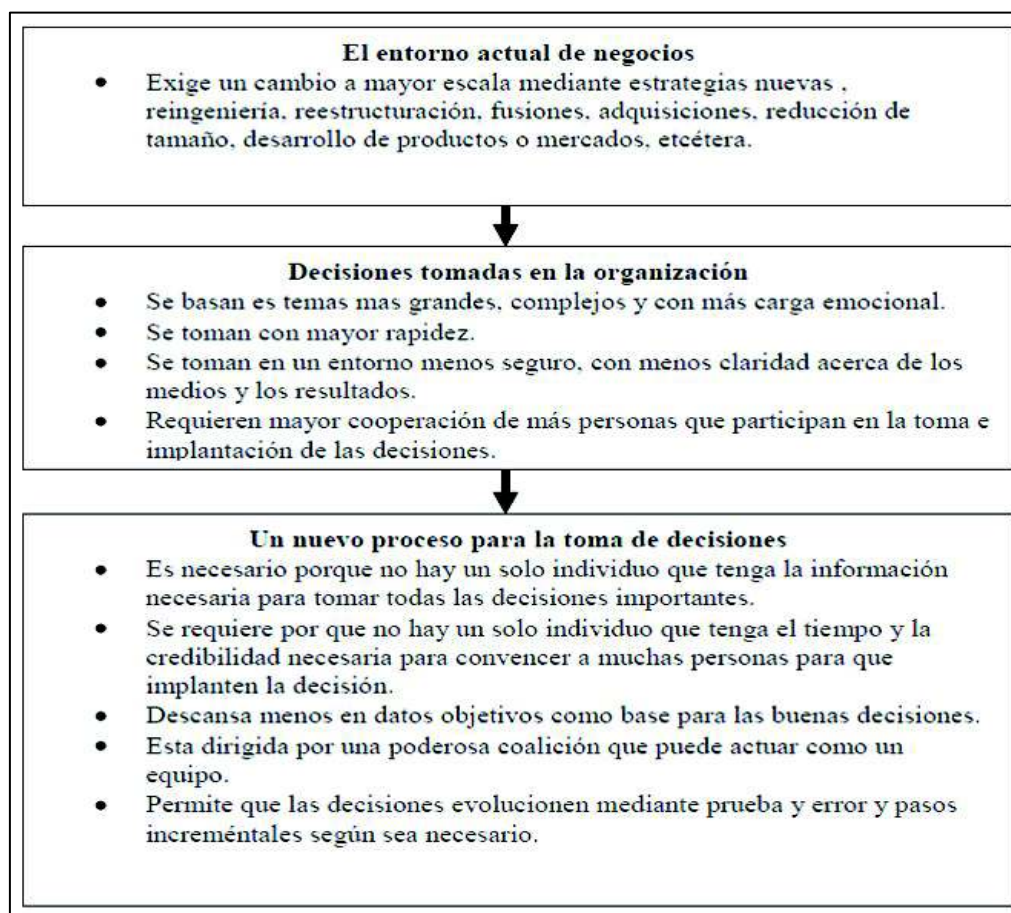 El entorno actual de negocios
• Exige un cambio a mayor escala mediante estrategias nuevas ,
reingeniería, reestructuración, fusiones, adquisiciones, reducción de
tamaño, desarrollo de productos o mercados, etcétera.
Decisiones tomadas en la organización
• Se basan es temas mas grandes, complejos y con más carga emocional.
• Se toman con mayor rapidez.
• Se toman en un entorno menos seguro, con menos claridad acerca de los
medios y los resultados.
• Requieren mayor cooperación de más personas que participan en la toma e
implantación de las decisiones.
Un nuevo proceso para la toma de decisiones
• Es necesario porque no hay un solo individuo que tenga la información
necesaria para tomar todas las decisiones importantes.
• Se requiere por que no hay un solo individuo que tenga el tiempo y la
credibilidad necesaria para convencer a muchas personas para que
implanten la decisión.
• Descansa menos en datos objetivos como base para las buenas decisiones.
• Esta dirigida por una poderosa coalición que puede actuar como un
equipo.
• Permite que las decisiones evolucionen mediante prueba y error y pasos
increméntales según sea necesario.